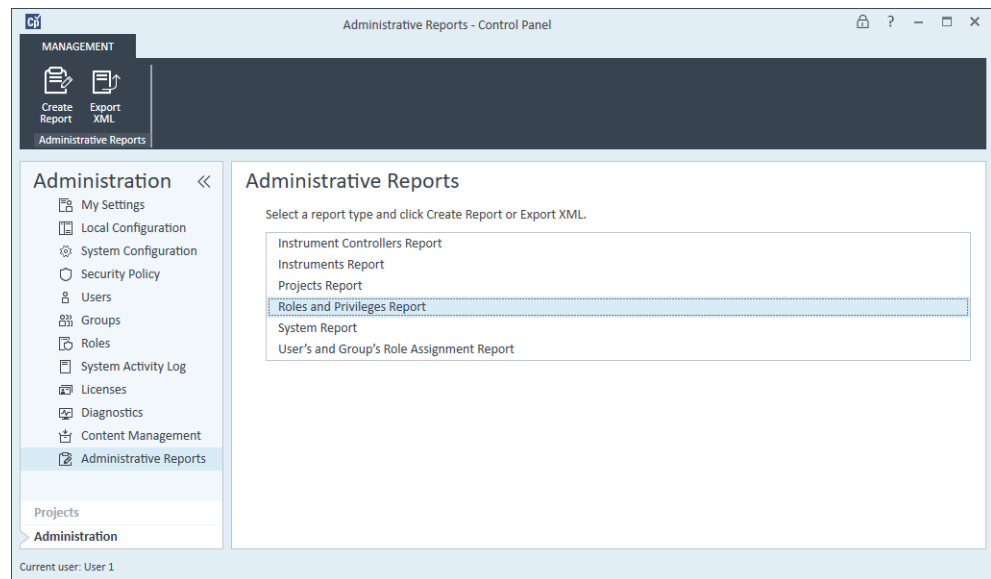 Administrative Reports - Control Panel
MANAGEMENT
Create Report
Export XML
Administrative Reports
Administration
My Settings
Local Configuration
System Configuration
Security Policy
Users
Groups
Roles
System Activity Log
Licenses
Diagnostics
Content Management
Administrative Reports
Projects
Administration
Administrative Reports
Select a report type and click Create Report or Export XML.
Instrument Controllers Report
Instruments Report
Projects Report
Roles and Privileges Report
System Report
User's and Group's Role Assignment Report
Current user: User 1